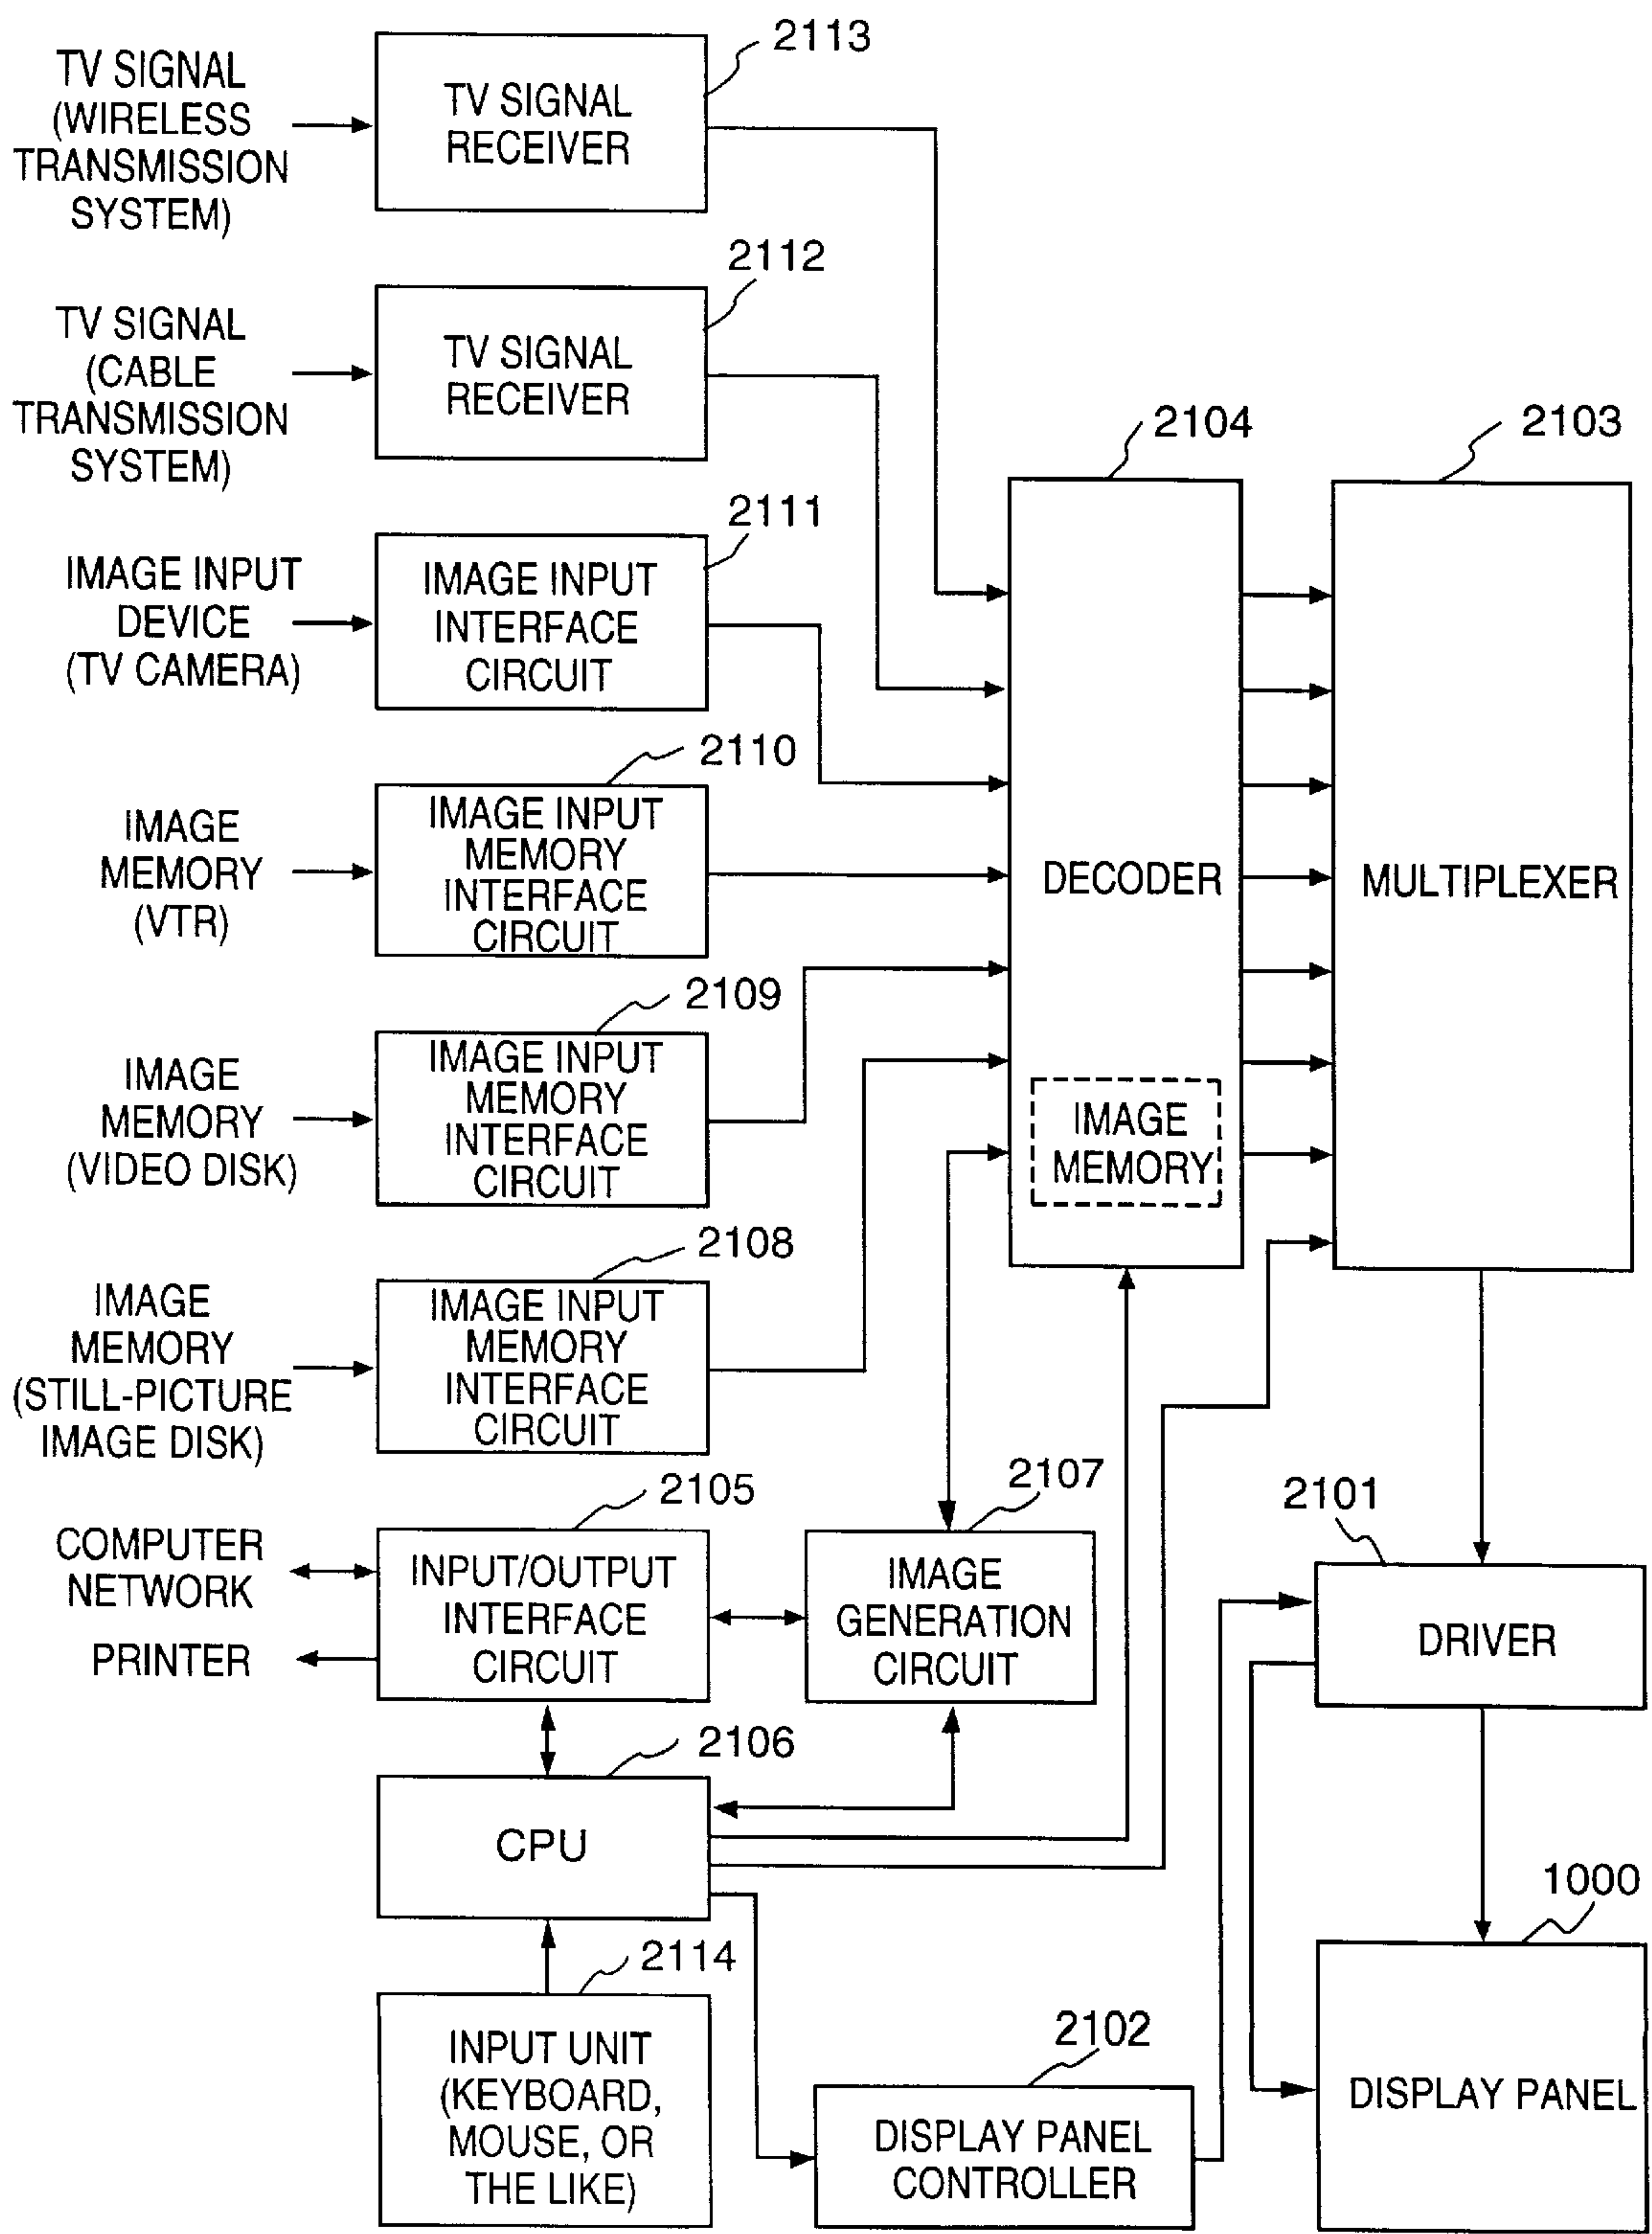 2113
TV SIGNAL
(WIRELESS
TRANSMISSION
SYSTEM)
TV SIGNAL
RECEIVER
2112
TV SIGNAL
(CABLE
TRANSMISSION
SYSTEM)
TV SIGNAL
RECEIVER
2104
2103
2111
IMAGE INPUT
DEVICE
(TV CAMERA)
IMAGE INPUT
INTERFACE
CIRCUIT
2110
IMAGE
MEMORY
(VTR)
IMAGE INPUT
MEMORY
INTERFACE
CIRCUIT
DECODER
MULTIPLEXER
2109
IMAGE
MEMORY
(VIDEO DISK)
IMAGE INPUT
MEMORY
INTERFACE
CIRCUIT
IMAGE
MEMORY
2108
IMAGE
MEMORY
(STILL-PICTURE
IMAGE DISK)
IMAGE INPUT
MEMORY
INTERFACE
CIRCUIT
2105
2107
2101
COMPUTER
NETWORK
PRINTER
INPUT/OUTPUT
INTERFACE
CIRCUIT
IMAGE
GENERATION
CIRCUIT
DRIVER
2106
CPU
1000
2114
INPUT UNIT
(KEYBOARD,
MOUSE, OR
THE LIKE)
2102
DISPLAY PANEL
CONTROLLER
DISPLAY PANEL